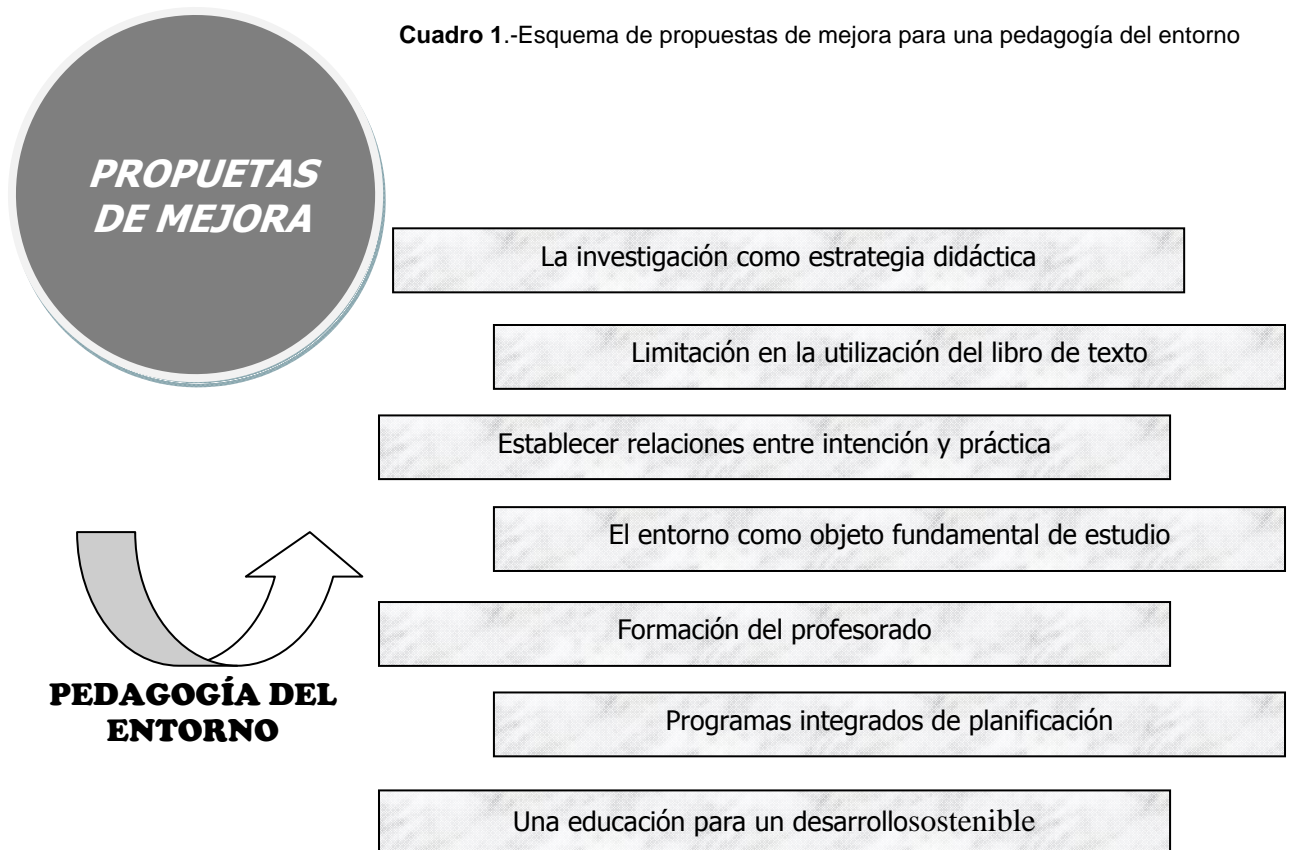 Cuadro 1.-Esquema de propuestas de mejora para una pedagogía del entorno
PROPUETAS
DE MEJORA
La investigación como estrategia didáctica
Limitación en la utilización del libro de texto
Establecer relaciones entre intención y práctica
El entorno como objeto fundamental de estudio
Formación del profesorado
PEDAGOGÍA DEL
ENTORNO
Programas integrados de planificación
Una educación para un desarrollosostenible